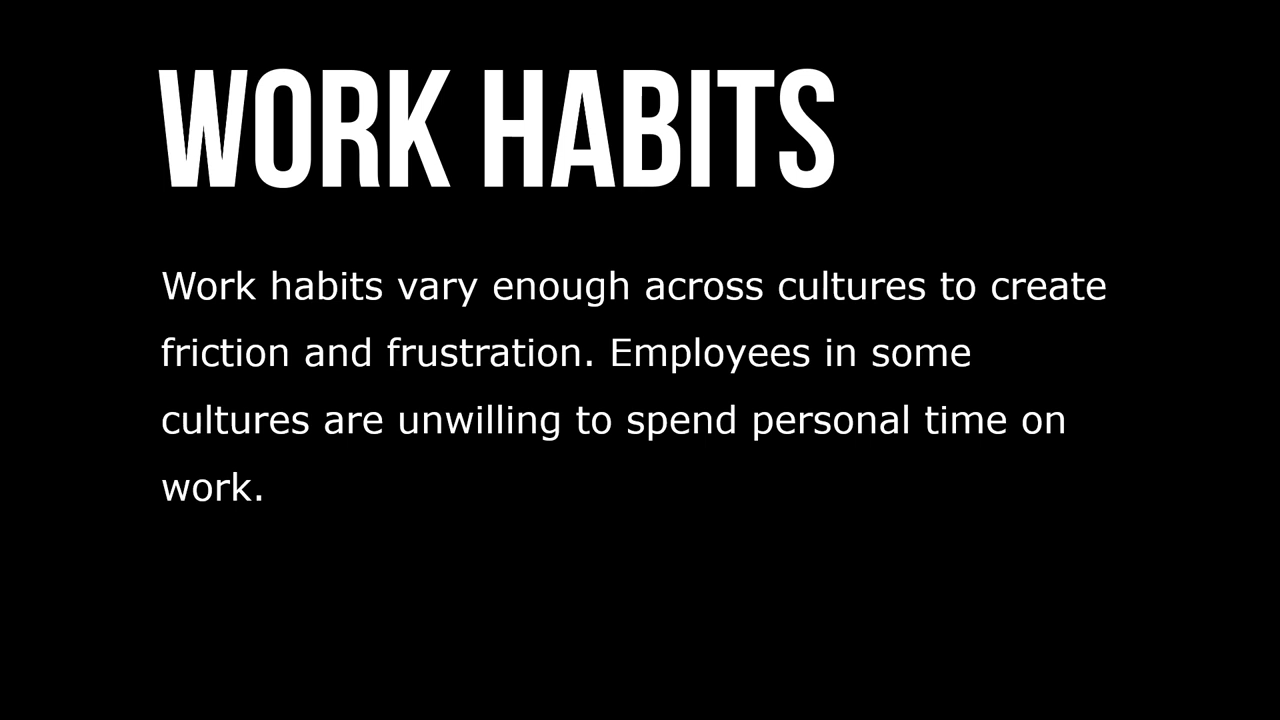 WORK HABITS
Work habits vary enough across cultures to create
friction and frustration. Employees in some
cultures are unwilling to spend personal time on
work.